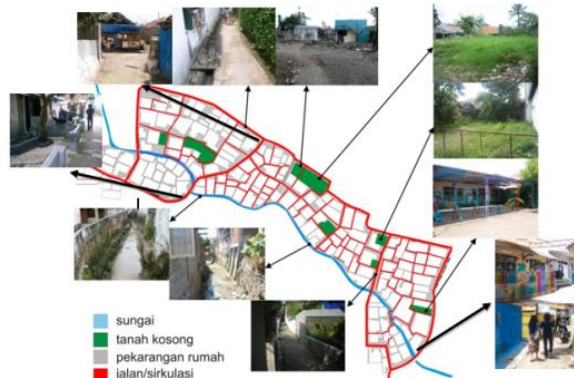 sungai
tanah kosong
pekarangan rumah
jalan/sirkulasi